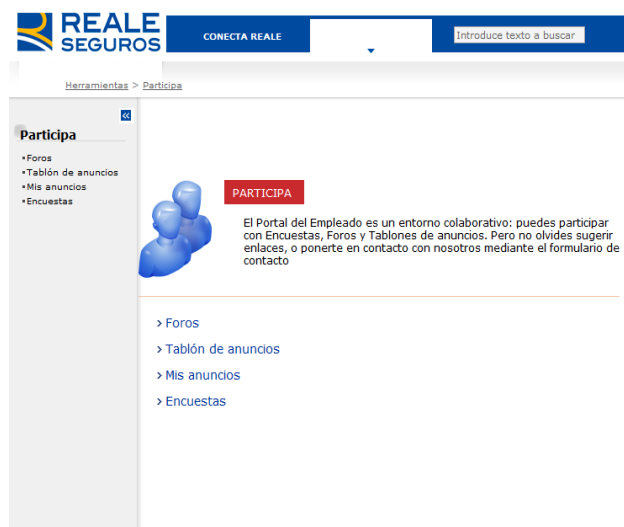 REALE
SEGUROS
CONECTA REALE
Introduce texto a buscar
Herramientas > Participa
«
Participa
▪Foros
▪Tablón de anuncios
▪Mis anuncios
▪Encuestas
PARTICIPA
El Portal del Empleado es un entorno colaborativo: puedes participar
con Encuestas, Foros y Tablones de anuncios. Pero no olvides sugerir
enlaces, o ponerte en contacto con nosotros mediante el formulario de
contacto
> Foros
> Tablón de anuncios
> Mis anuncios
> Encuestas